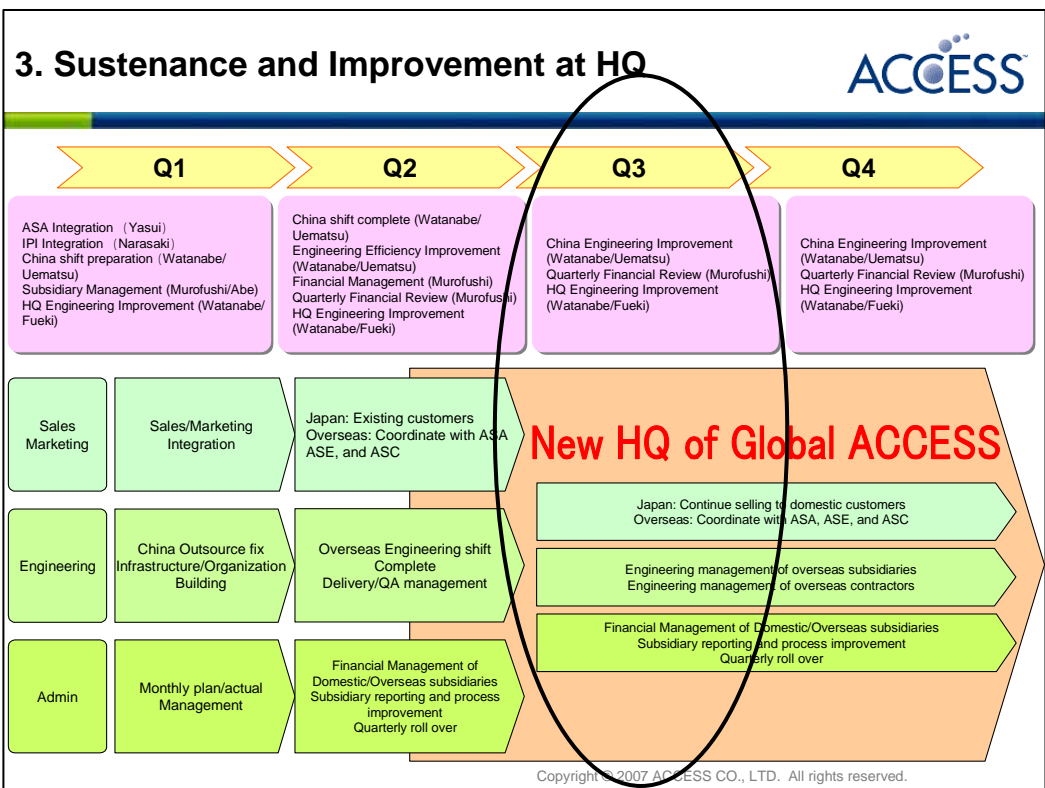 3. Sustenance and Improvement at HQ
ACCESS™
Q1
Q2
Q3
Q4
ASA Integration （Yasui）
IPI Integration （Narasaki）
China shift preparation （Watanabe/
Uematsu)
Subsidiary Management (Murofushi/Abe)
HQ Engineering Improvement (Watanabe/
Fueki)
China shift complete (Watanabe/
Uematsu)
Engineering Efficiency Improvement
(Watanabe/Uematsu)
Financial Management (Murofushi)
Quarterly Financial Review (Murofushi)
HQ Engineering Improvement
(Watanabe/Fueki)
China Engineering Improvement
(Watanabe/Uematsu)
Quarterly Financial Review (Murofushi)
HQ Engineering Improvement
(Watanabe/Fueki)
China Engineering Improvement
(Watanabe/Uematsu)
Quarterly Financial Review (Murofushi)
HQ Engineering Improvement
(Watanabe/Fueki)
Sales
Marketing
Sales/Marketing
Integration
Japan: Existing customers
Overseas: Coordinate with ASA
ASE, and ASC
New HQ of Global ACCESS
Japan: Continue selling to domestic customers
Overseas: Coordinate with ASA, ASE, and ASC
Engineering
China Outsource fix
Infrastructure/Organization
Building
Overseas Engineering shift
Complete
Delivery/QA management
Engineering management of overseas subsidiaries
Engineering management of overseas contractors
Admin
Monthly plan/actual
Management
Financial Management of
Domestic/Overseas subsidiaries
Subsidiary reporting and process
improvement
Quarterly roll over
Financial Management of Domestic/Overseas subsidiaries
Subsidiary reporting and process improvement
Quarterly roll over
Copyright © 2007 ACCESS CO., LTD. All rights reserved.